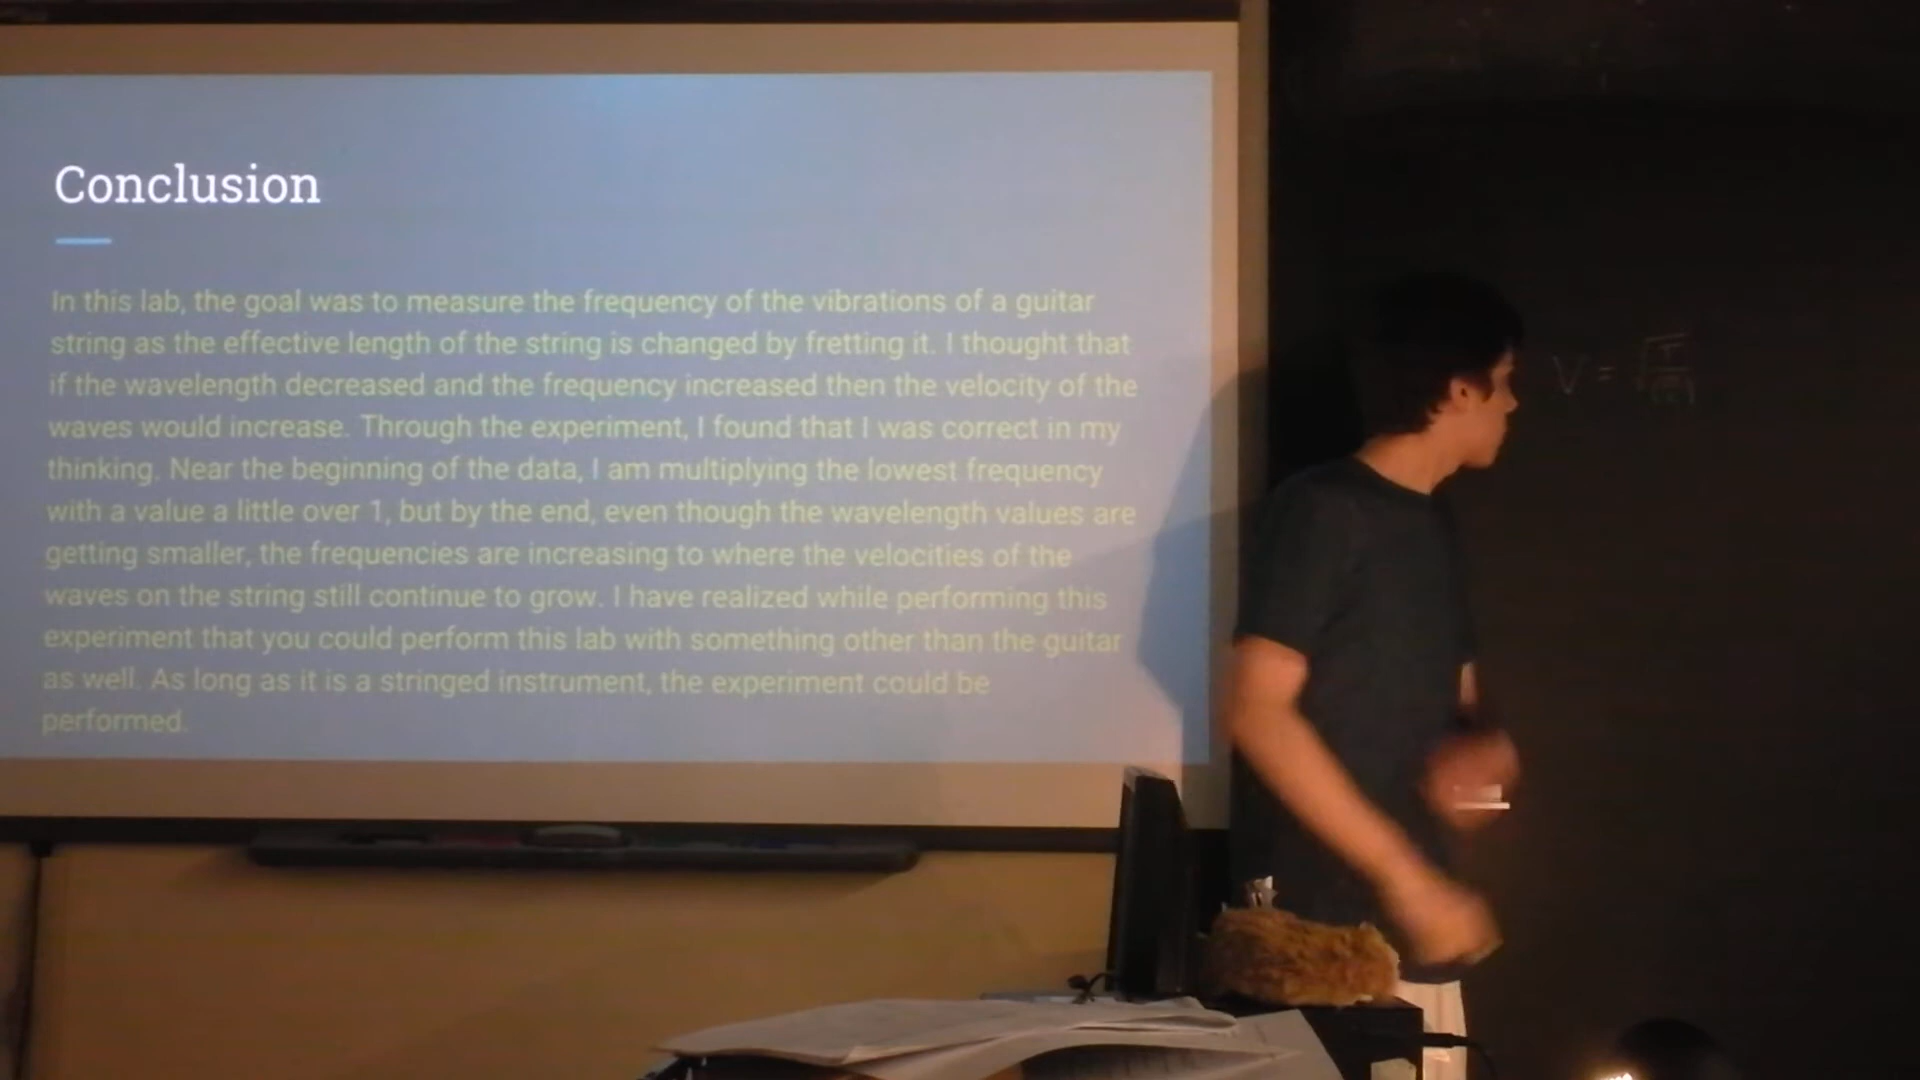 Conclusion
In this lab, the goal was to measure the frequency of the vibrations of a guitar
string as the effective length of the string is changed by fretting it. I thought that
if the wavelength decreased and the frequency increased then the velocity of the
waves would increase. Through the experiment, I found that I was correct in my
thinking. Near the beginning of the data, I am multiplying the lowest frequency
with a value a little over 1, but by the end, even though the wavelength values are
getting smaller, the frequencies are increasing to where the velocities of the
waves on the string still continue to grow. I have realized while performing this
experiment that you could perform this lab with something other than the guitar
as well. As long as it is a stringed instrument, the experiment could be
performed.
V =